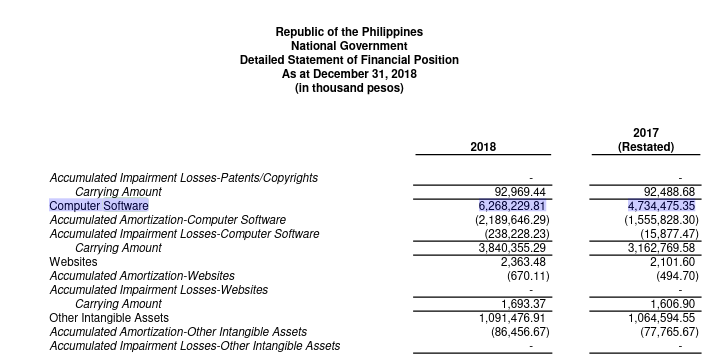 Republic of the Philippines
National Government
Detailed Statement of Financial Position
As at December 31, 2018
(in thousand pesos)
2018 2017 (Restated)
Accumulated Impairment Losses-Patents/Copyrights - -
Carrying Amount 92,969.44 92,488.68
Computer Software 6,268,229.81 4,734,475.35
Accumulated Amortization-Computer Software (2,189,646.29) (1,555,828.30)
Accumulated Impairment Losses-Computer Software (238,228.23) (15,877.47)
Carrying Amount 3,840,355.29 3,162,769.58
Websites 2,363.48 2,101.60
Accumulated Amortization-Websites (670.11) (494.70)
Accumulated Impairment Losses-Websites - -
Carrying Amount 1,693.37 1,606.90
Other Intangible Assets 1,091,476.91 1,064,594.55
Accumulated Amortization-Other Intangible Assets (86,456.67) (77,765.67)
Accumulated Impairment Losses-Other Intangible Assets - -